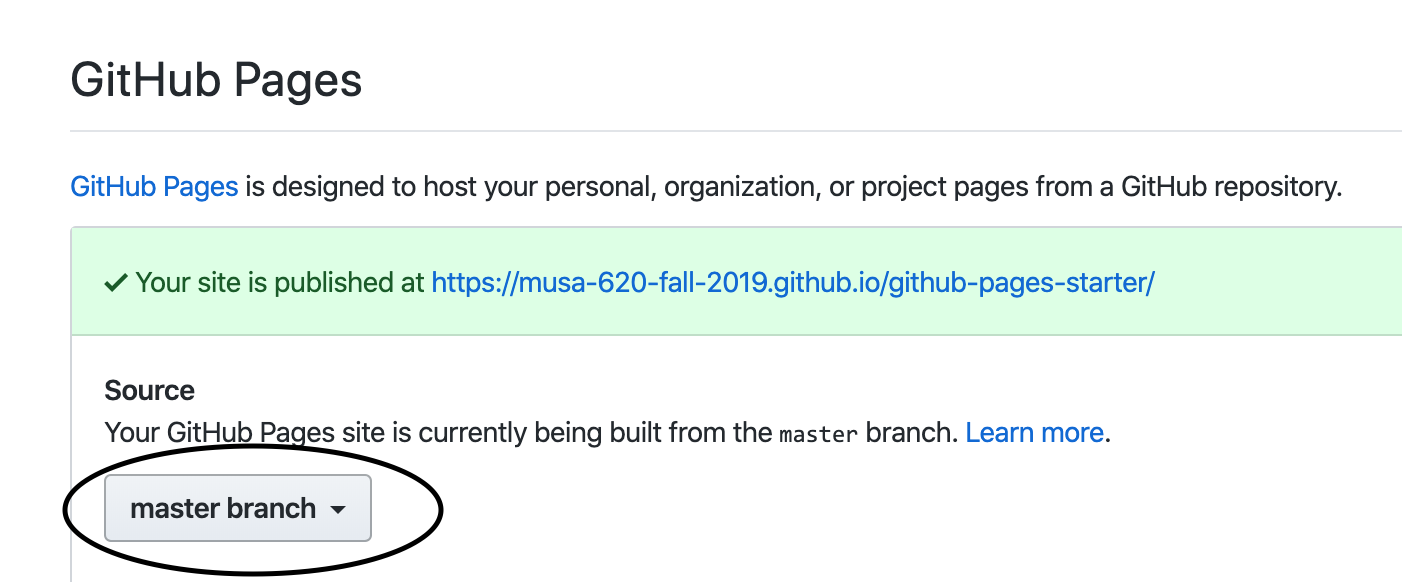 GitHub Pages
GitHub Pages is designed to host your personal, organization, or project pages from a GitHub repository.
Your site is published at https://musa-620-fall-2019.github.io/github-pages-starter/
Source
Your GitHub Pages site is currently being built from the master branch. Learn more.
master branch